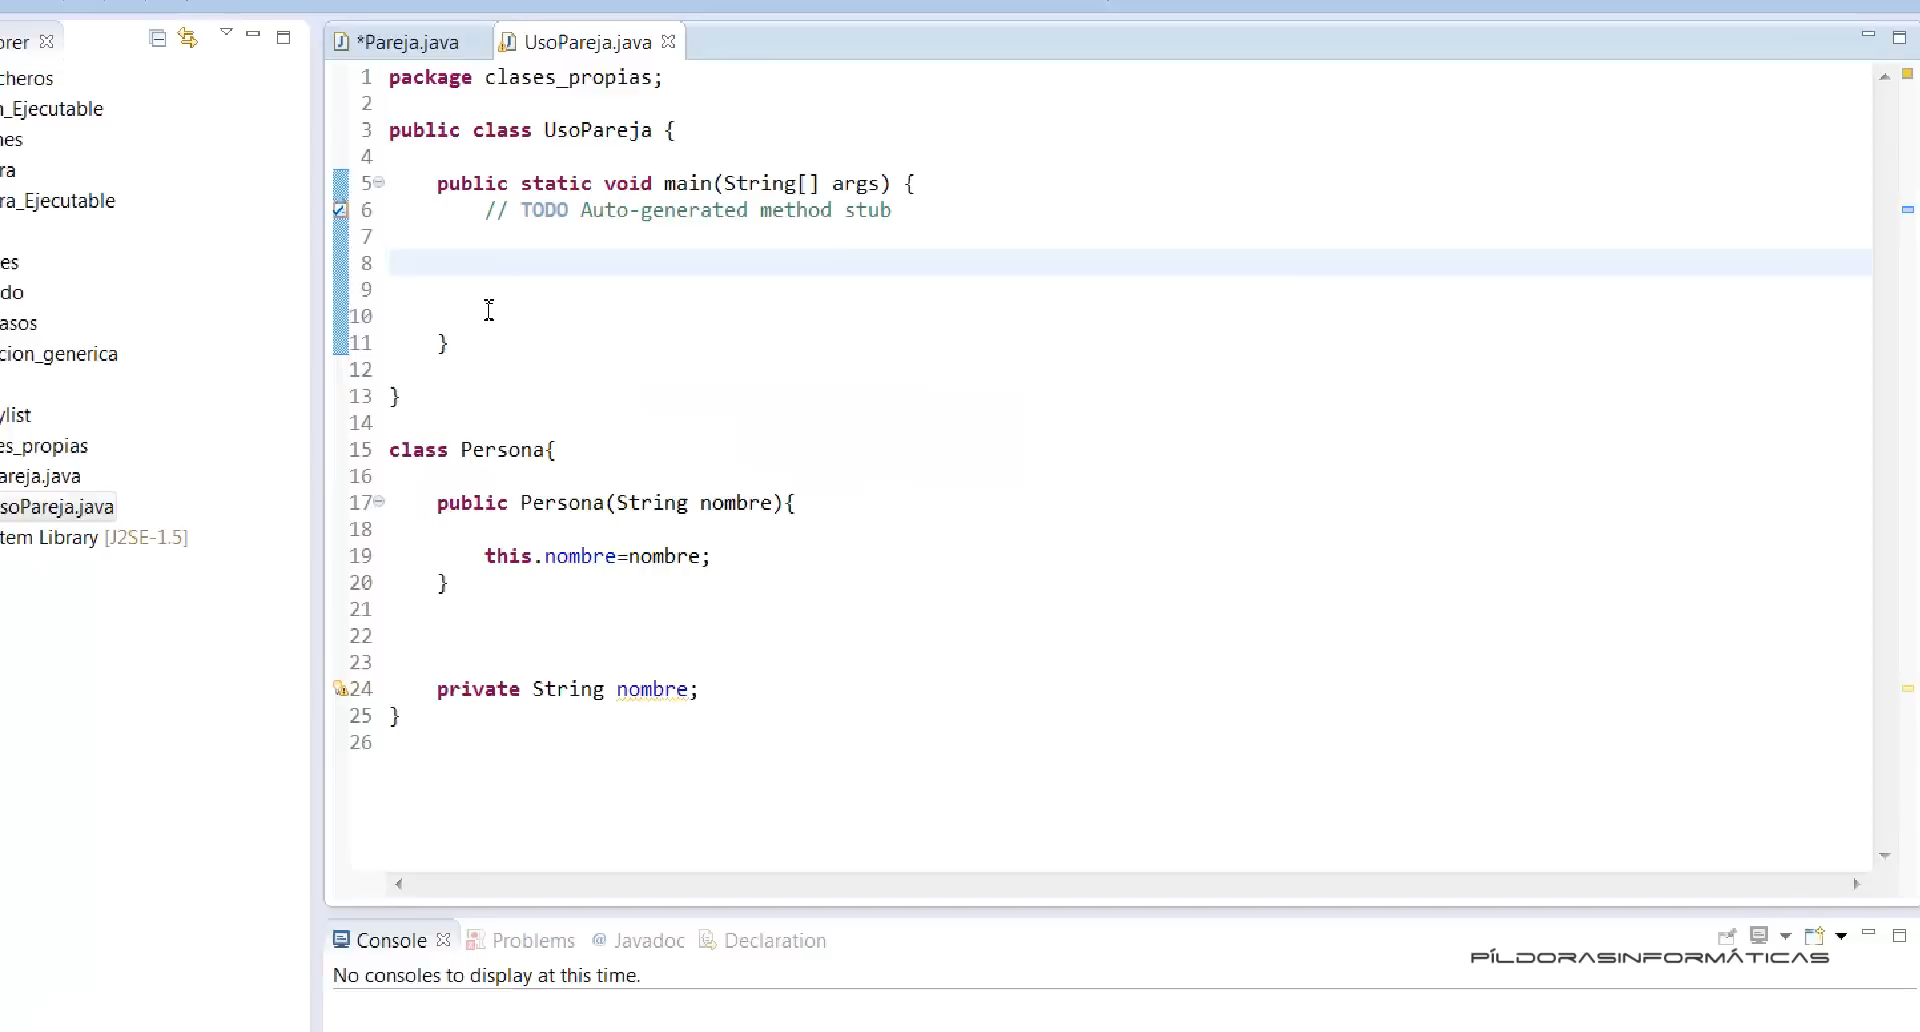 orer
cheros
n_Ejecutable
nes
ra
ra_Ejecutable
es
do
asos
cion_generica
ylist
es_propias
areja.java
soPareja.java
tem Library [J2SE-1.5]
*Pareja.java
UsoPareja.java
1 package clases_propias;
2
3 public class UsoPareja {
4
5 public static void main(String[] args) {
6 // TODO Auto-generated method stub
7
8
9
10
11 }
12
13 }
14
15 class Persona{
16
17 public Persona(String nombre){
18
19 this.nombre=nombre;
20 }
21
22
23
24 private String nombre;
25 }
26
Console Problems @ Javadoc Declaration
PÍLDORASINFORMÁTICAS
No consoles to display at this time.